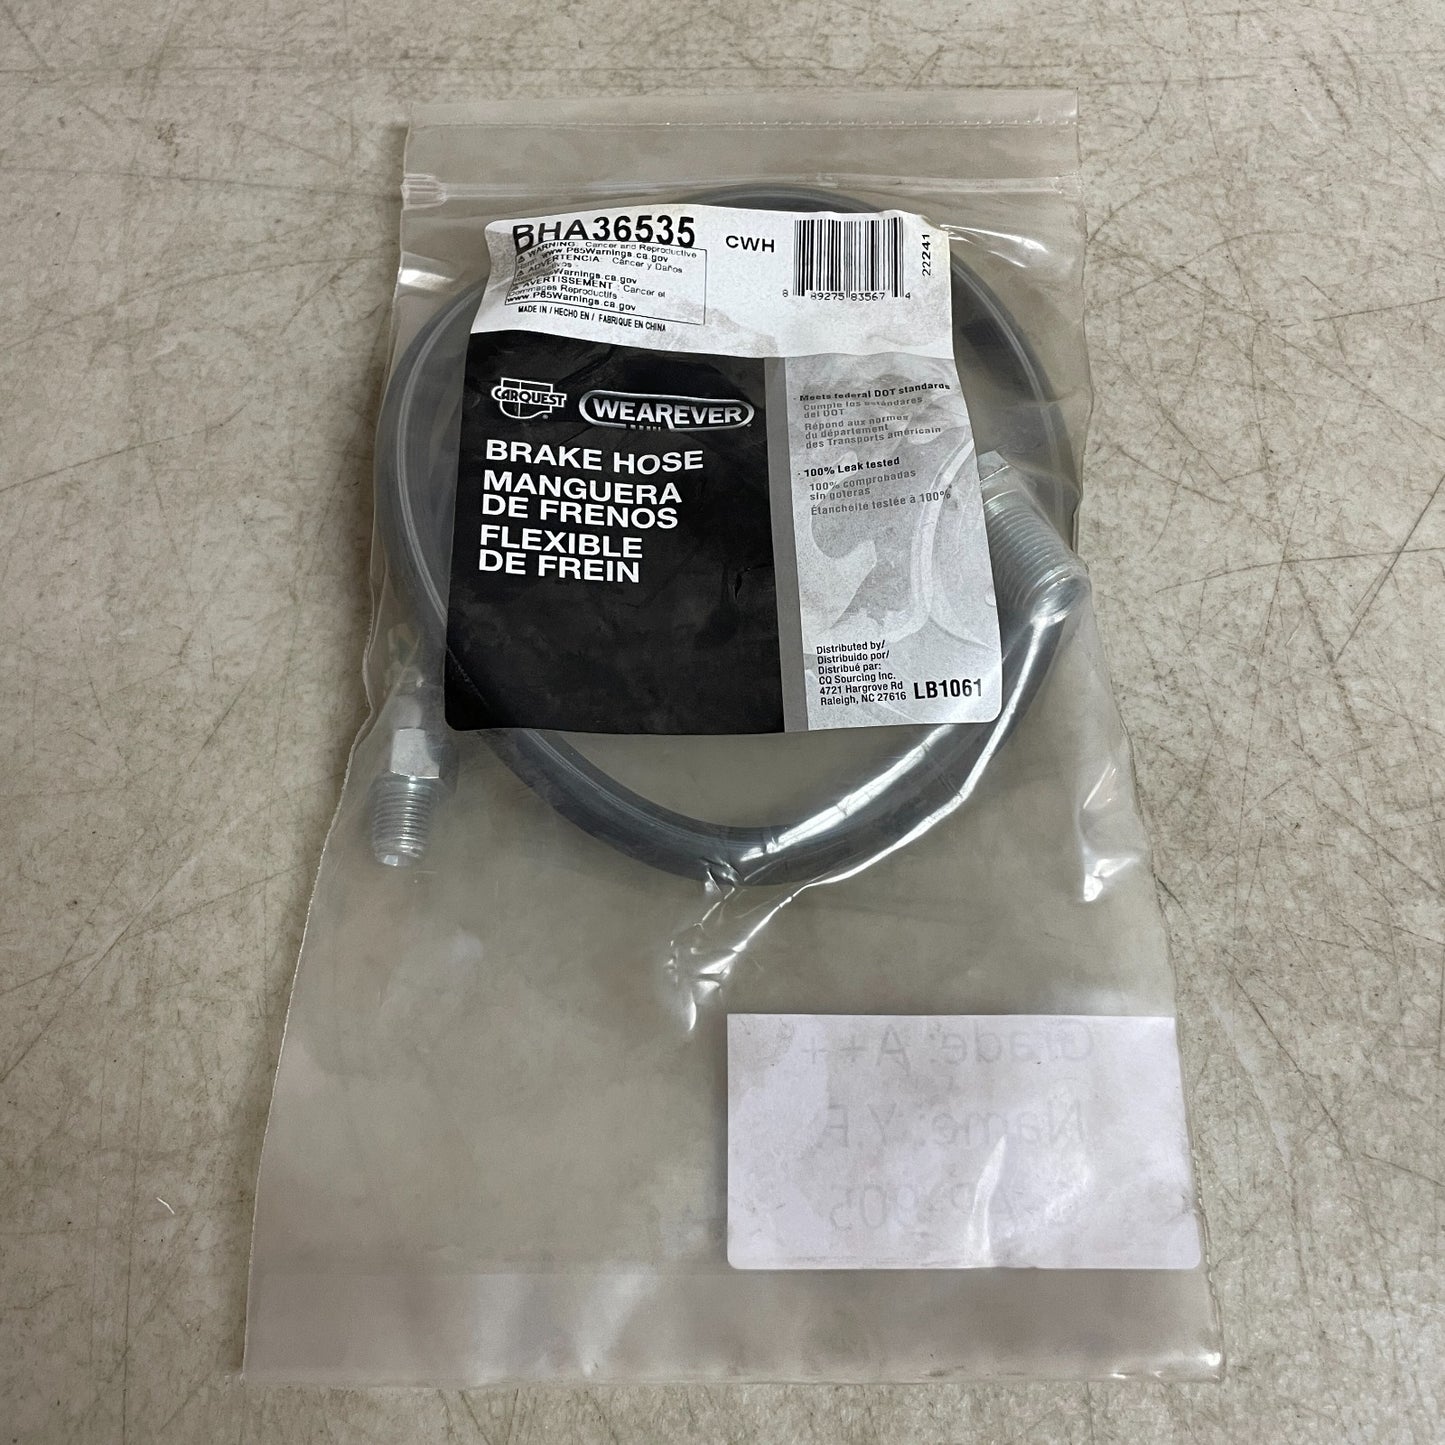 BHA36535
CWH
22241
⚠ WARNING: Cancer and Reproductive
www.P65Warnings.ca.gov
⚠ ADVERTENCIA: Cáncer y Daños
Warnings.ca.gov
AVERTISSEMENT : Cancer et
Dommages Reproductifs
www.P65Warnings.ca.gov
MADE IN / HECHO EN / FABRIQUE EN CHINA
8 89275 83567 4
CARQUEST
WEAREVER
BRAKE HOSE
MANGUERA
DE FRENOS
FLEXIBLE
DE FREIN
· Meets federal DOT standards
Cumple los estándares
del DOT
Répond aux normes
du département
des Transports américain
· 100% Leak tested
100% comprobadas
sin goteras
Étanchéité testée à 100%
Distributed by/
Distribuido por/
Distribué par:
CQ Sourcing Inc.
4721 Hargrove Rd
Raleigh, NC 27616
LB1061
Grade: A++
Name: Y.F